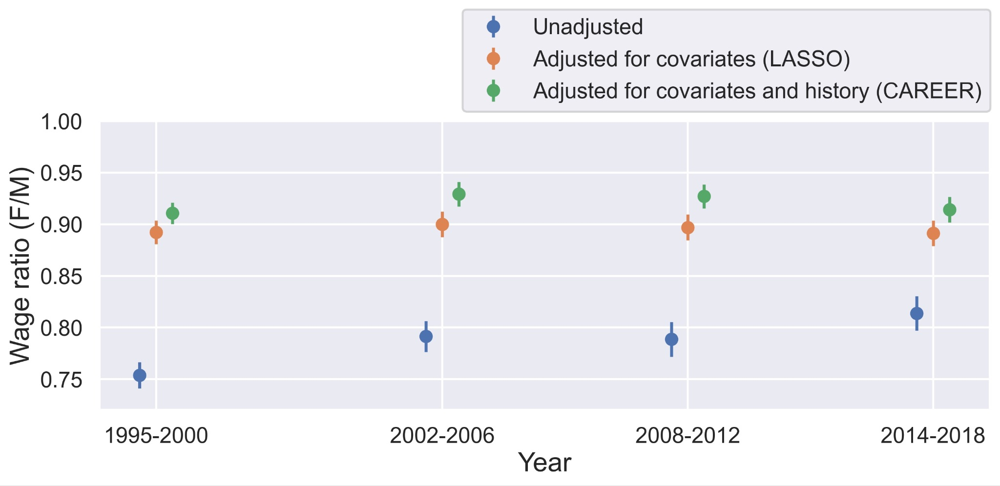 Unadjusted
Adjusted for covariates (LASSO)
Adjusted for covariates and history (CAREER)
1.00
0.95
0.90
0.85
0.80
0.75
Wage ratio (F/M)
1995-2000 2002-2006 2008-2012 2014-2018
Year